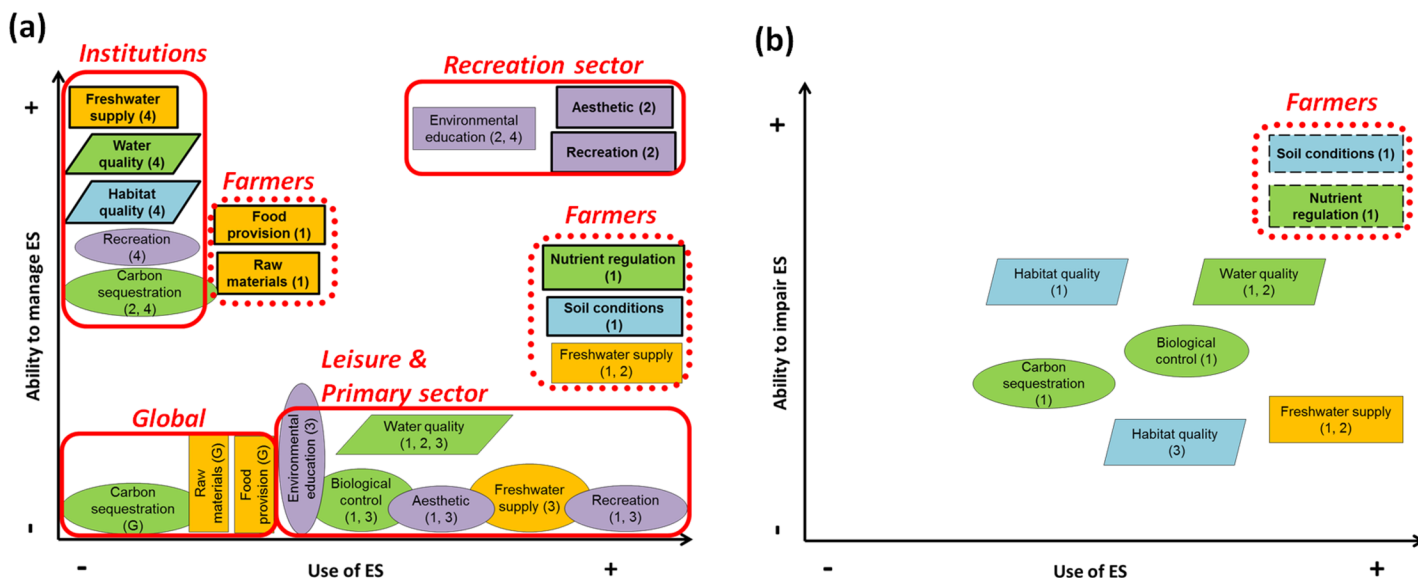 (a)
Institutions
Recreation sector
+
Freshwater
supply (4)
Water
quality (4)
Habitat
quality (4)
Recreation
(4)
Carbon
sequestration
(2, 4)
Farmers
Food
provision (1)
Raw
materials (1)
Environmental
education (2, 4)
Aesthetic (2)
Recreation (2)
Farmers
Nutrient regulation
(1)
Soil conditions
(1)
Freshwater supply
(1, 2)
Ability to manage ES
Global
Carbon
sequestration
(G)
Raw
materials (G)
Food
provision (G)
Leisure &
Primary sector
Environmental
education (3)
Water quality
(1, 2, 3)
Biological
control
(1, 3)
Aesthetic
(1, 3)
Freshwater
supply (3)
Recreation
(1, 3)
-
-
Use of ES
+
(b)
+
Farmers
Soil conditions (1)
Nutrient
regulation (1)
Habitat quality
(1)
Water quality
(1, 2)
Biological
control (1)
Carbon
sequestration
(1)
Freshwater supply
(1, 2)
Habitat quality
(3)
Ability to impair ES
-
-
Use of ES
+